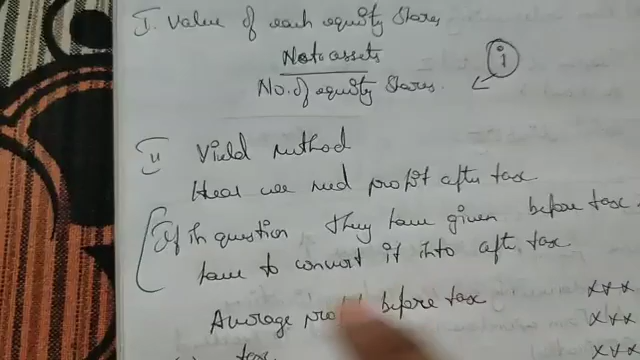 I. Value of each equity shares
Net assets
No. of equity shares.
i
II Yield method
Hear we need profit after tax
If in question they have given before tax
have to convert it into after tax
Average profit before tax xxx
xxx
tax xxx